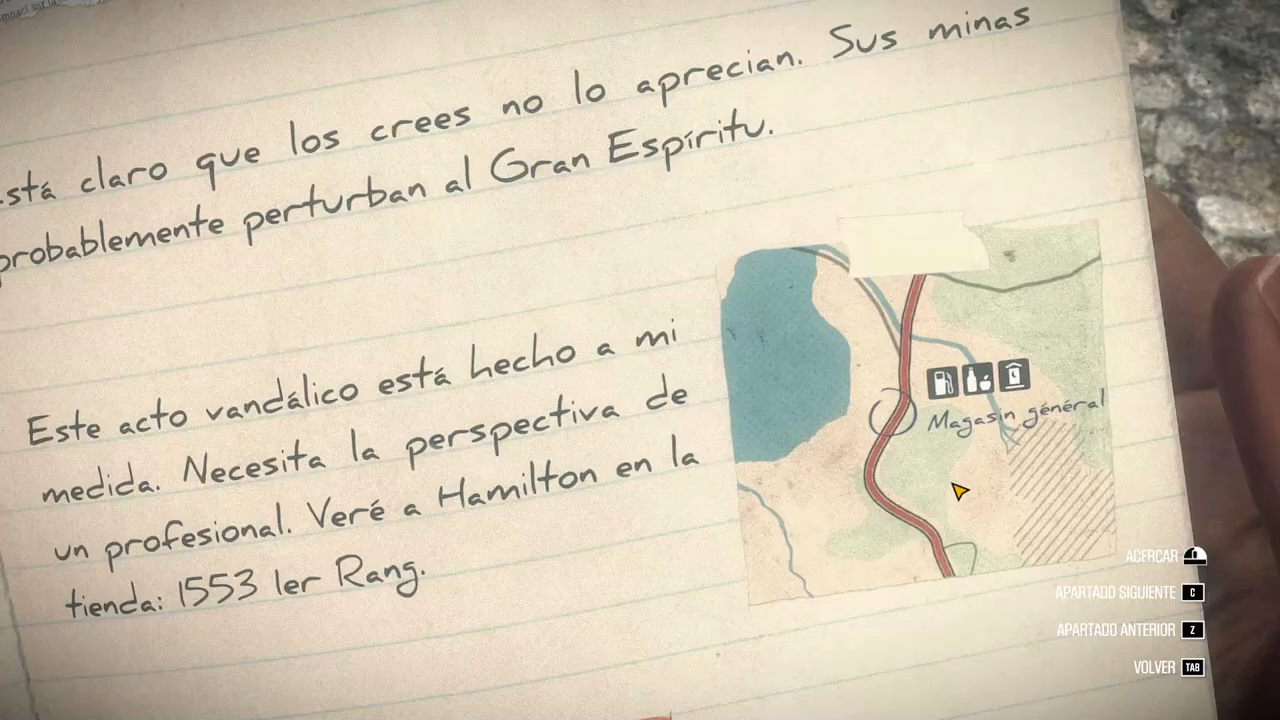 está claro que los crees no lo aprecian. Sus minas
probablemente perturban al Gran Espíritu.
Este acto vandálico está hecho a mi
medida. Necesita la perspectiva de
un profesional. Veré a Hamilton en la
tienda: 1553 1er Rang.
Magasin général
ACERCAR
APARTADO SIGUIENTE C
APARTADO ANTERIOR Z
VOLVER TAB